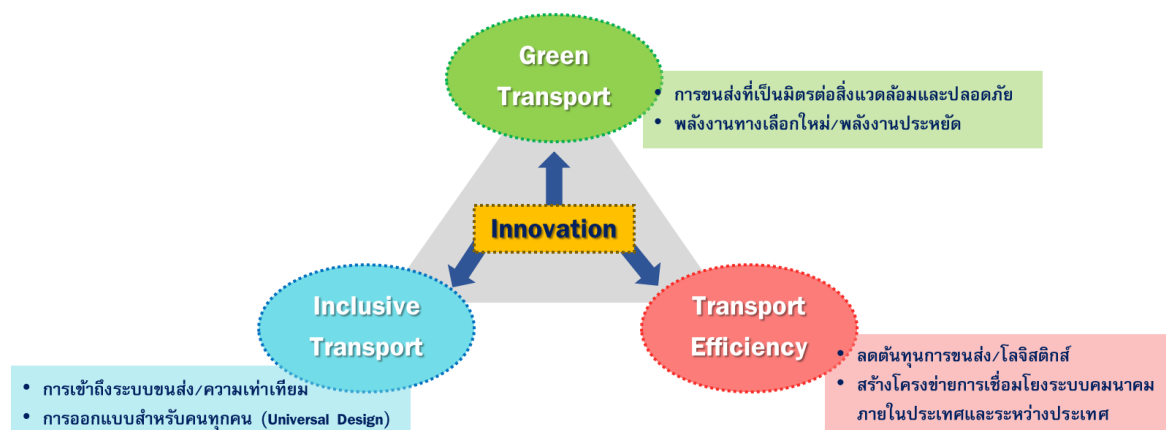 Green
Transport
• การขนส่งที่เป็นมิตรต่อสิ่งแวดล้อมและปลอดภัย
• พลังงานทางเลือกใหม่/พลังงานประหยัด
Innovation
Inclusive
Transport
• การเข้าถึงระบบขนส่ง/ความเท่าเทียม
• การออกแบบสำหรับคนทุกคน (Universal Design)
Transport
Efficiency
• ลดต้นทุนการขนส่ง/โลจิสติกส์
• สร้างโครงข่ายการเชื่อมโยงระบบคมนาคม
ภายในประเทศและระหว่างประเทศ